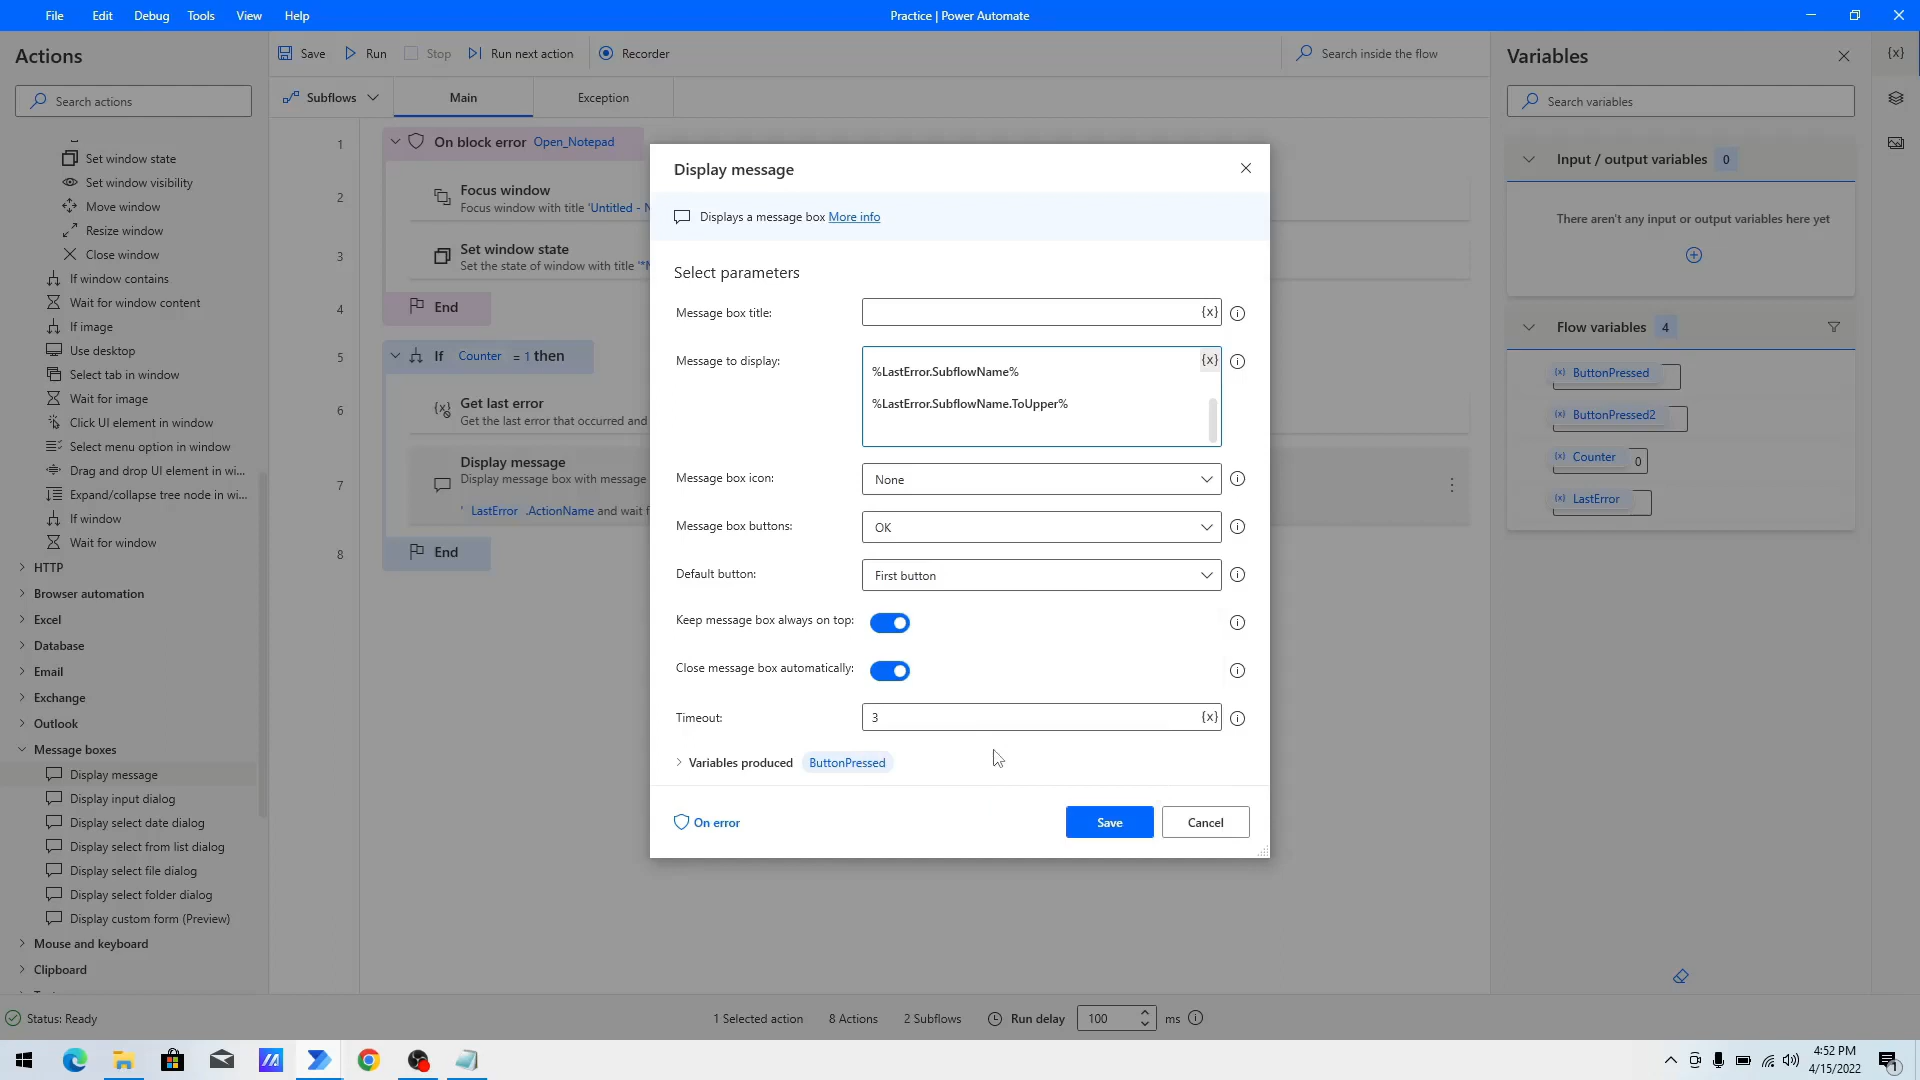 File Edit Debug Tools View Help
Practice | Power Automate
Actions
Search actions
Set window state
Set window visibility
Move window
Resize window
Close window
If window contains
Wait for window content
If image
Use desktop
Select tab in window
Wait for image
Click UI element in window
Select menu option in window
Drag and drop UI element in wi...
Expand/collapse tree node in wi...
If window
Wait for window
HTTP
Browser automation
Excel
Database
Email
Exchange
Outlook
Message boxes
Display message
Display input dialog
Display select date dialog
Display select from list dialog
Display select file dialog
Display select folder dialog
Display custom form (Preview)
Mouse and keyboard
Clipboard
Save Run Stop Run next action Recorder
Search inside the flow
Subflows Main Exception
1 On block error Open_Notepad
2 Focus window
Focus window with title 'Untitled - N
3 Set window state
Set the state of window with title '*N
4 End
5 If Counter = 1 then
6 Get last error
Get the last error that occurred and
7 Display message
Display message box with message
' LastError .ActionName and wait f
8 End
Display message
Displays a message box More info
Select parameters
Message box title: {x}
Message to display: {x}
%LastError.SubflowName%
%LastError.SubflowName.ToUpper%
Message box icon: None
Message box buttons: OK
Default button: First button
Keep message box always on top:
Close message box automatically:
Timeout: 3 {x}
Variables produced ButtonPressed
On error
Save Cancel
Variables
{x}
Search variables
Input / output variables 0
There aren't any input or output variables here yet
Flow variables 4
(x) ButtonPressed
(x) ButtonPressed2
(x) Counter 0
(x) LastError
Status: Ready
1 Selected action 8 Actions 2 Subflows Run delay 100 ms
4:52 PM
4/15/2022
1